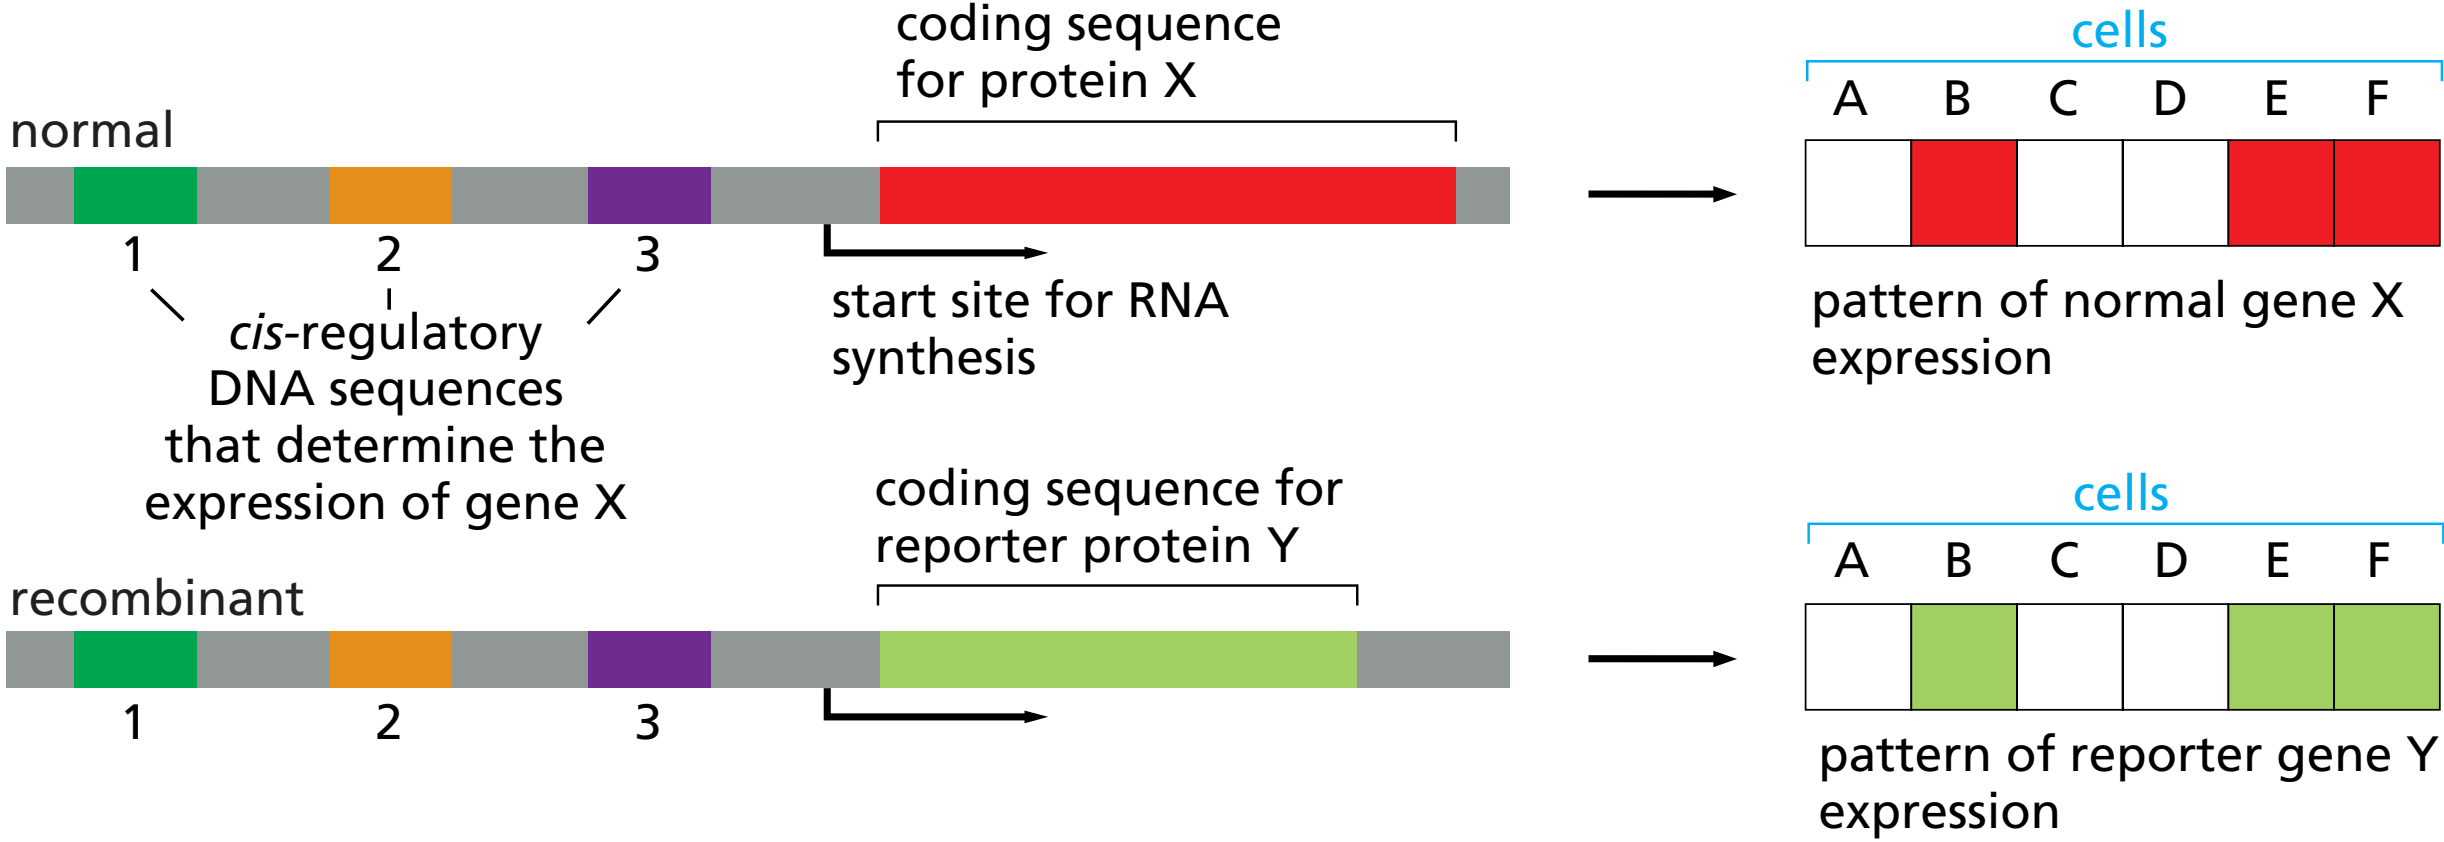 coding sequence
for protein X
normal
1 2 3
cis-regulatory
DNA sequences
that determine the
expression of gene X
start site for RNA
synthesis
cells
A B C D E F
pattern of normal gene X
expression
coding sequence for
reporter protein Y
recombinant
1 2 3
cells
A B C D E F
pattern of reporter gene Y
expression